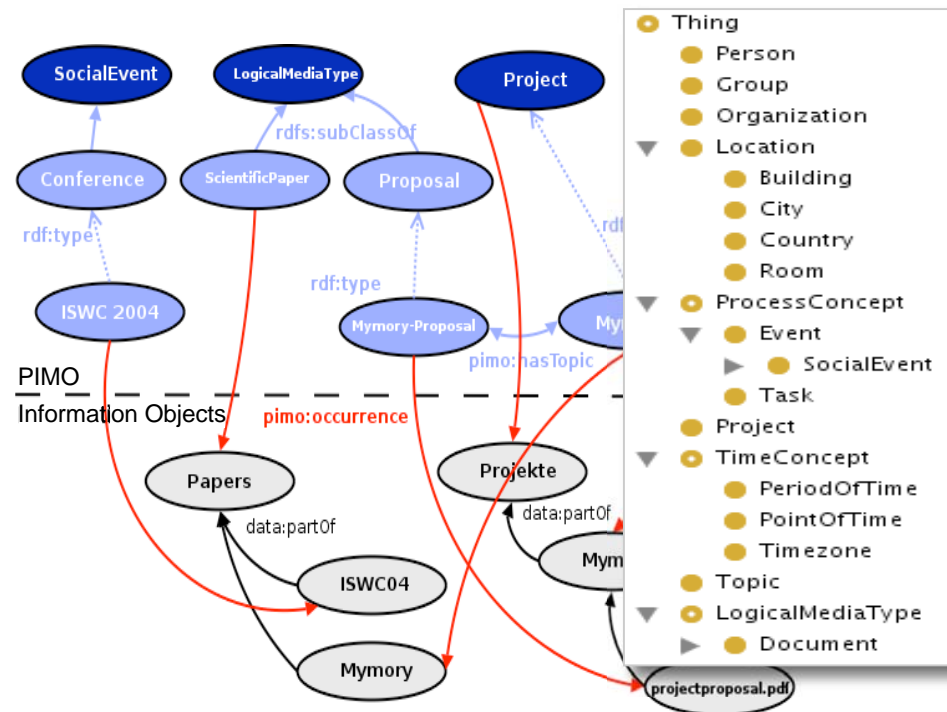 SocialEvent
LogicalMediaType
Project
rdfs:subClassOf
Conference
ScientificPaper
Proposal
rdf:type
rdf:type
ISWC 2004
Mymory-Proposal
pimo:hasTopic
PIMO
Information Objects
pimo:occurrence
Papers
Projekte
data:partOf
data:partOf
ISWC04
Mymory
projectproposal.pdf
Thing
Person
Group
Organization
Location
Building
City
Country
Room
ProcessConcept
Event
SocialEvent
Task
Project
TimeConcept
PeriodOfTime
PointOfTime
Timezone
Topic
LogicalMediaType
Document